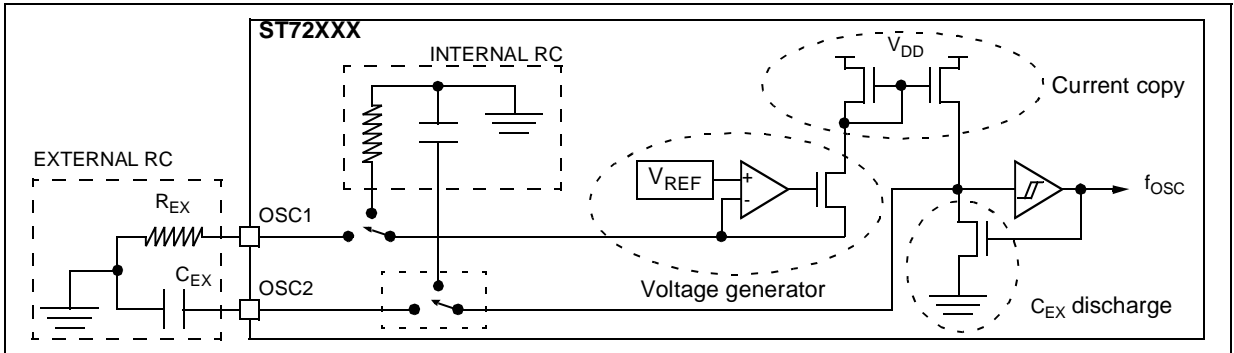 ST72XXX
INTERNAL RC
VDD
Current copy
EXTERNAL RC
REX
OSC1
VREF
+
-
fOSC
CEX
OSC2
Voltage generator
CEX discharge